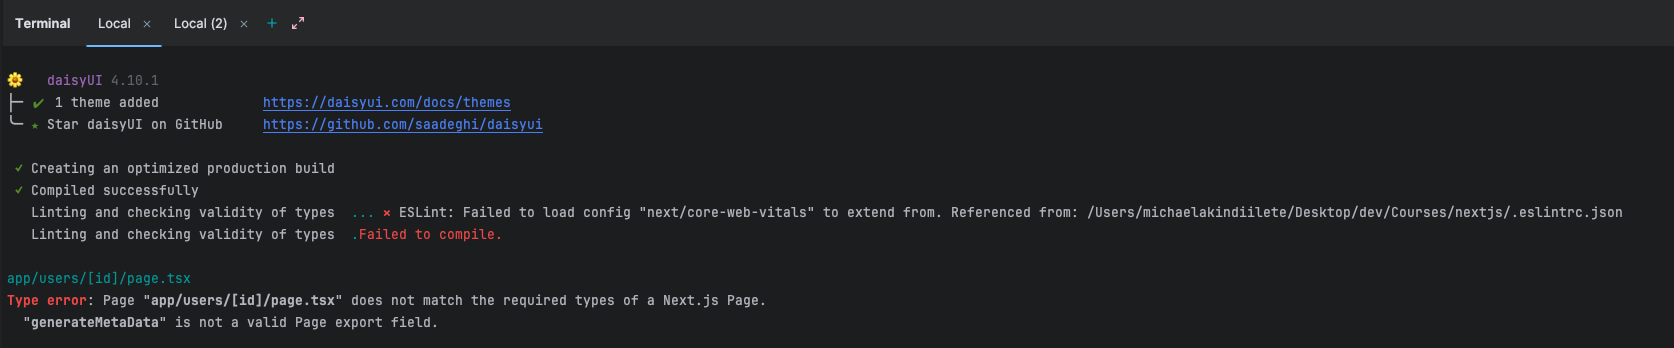 Terminal Local × Local (2) × +
daisyUI 4.10.1
├─ ✔ 1 theme added https://daisyui.com/docs/themes
╰─ ★ Star daisyUI on GitHub https://github.com/saadeghi/daisyui
✓ Creating an optimized production build
✓ Compiled successfully
Linting and checking validity of types ... ⨯ ESLint: Failed to load config "next/core-web-vitals" to extend from. Referenced from: /Users/michaelakindiilete/Desktop/dev/Courses/nextjs/.eslintrc.json
Linting and checking validity of types .Failed to compile.
app/users/[id]/page.tsx
Type error: Page "app/users/[id]/page.tsx" does not match the required types of a Next.js Page.
"generateMetaData" is not a valid Page export field.